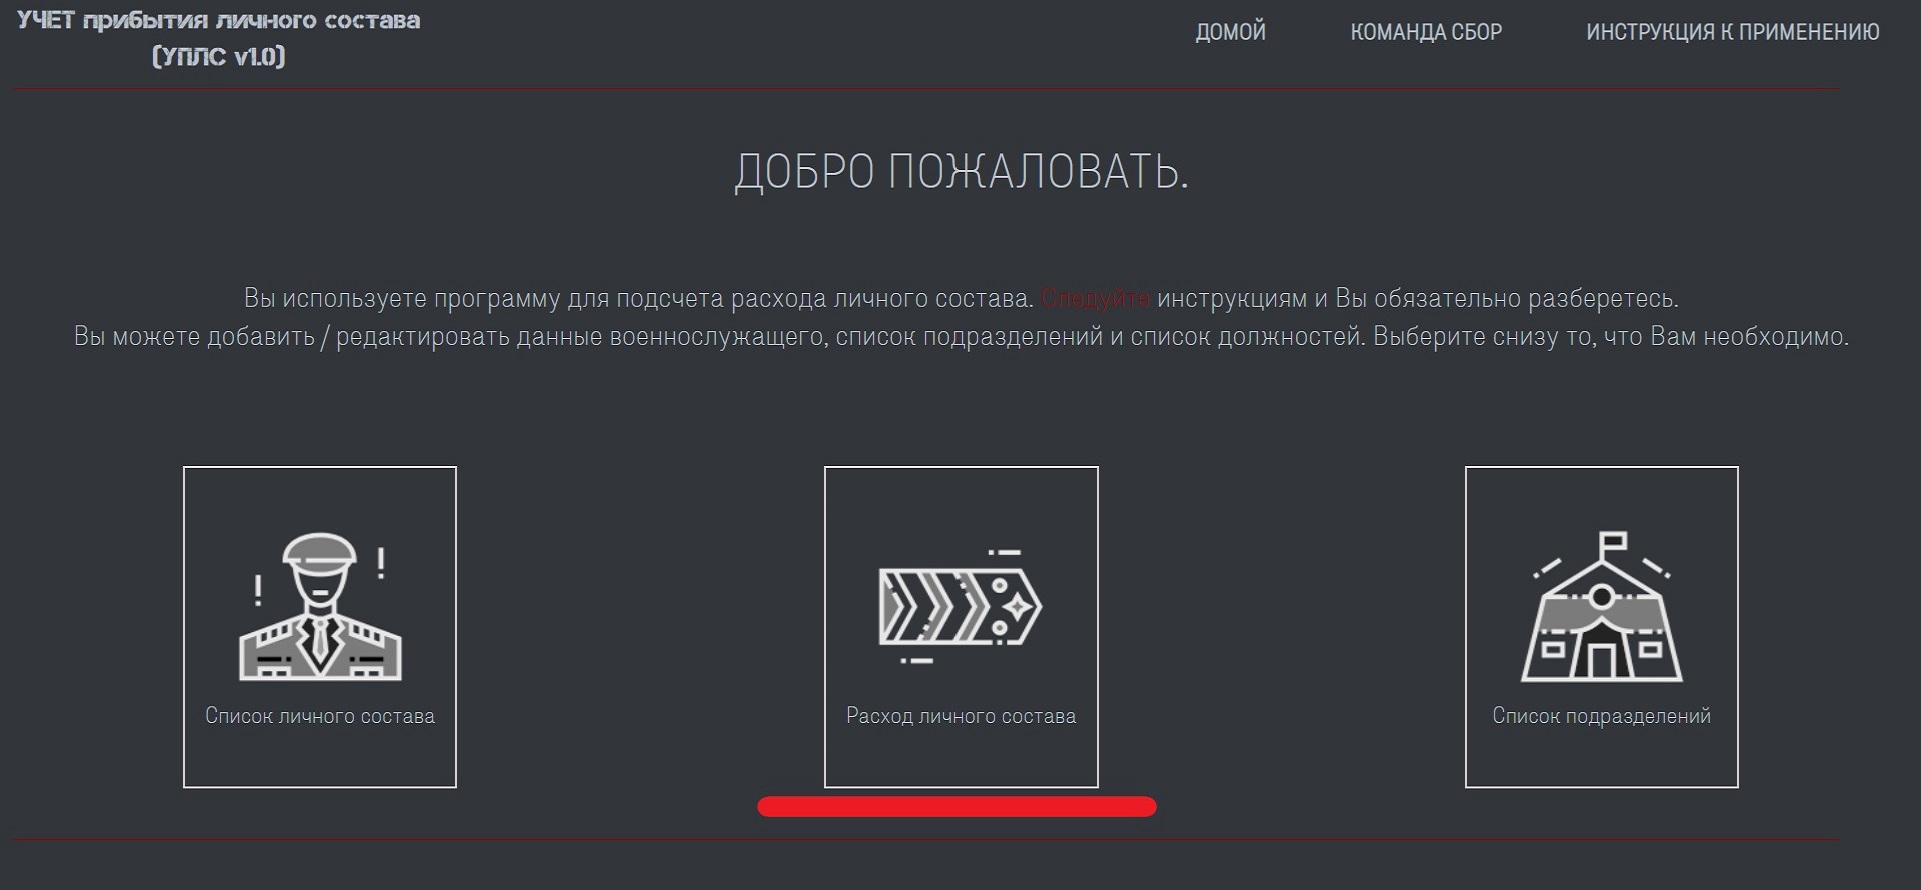 УЧЕТ прибытия личного состава
(УПЛС v1.0)
ДОМОЙ
КОМАНДА СБОР
ИНСТРУКЦИЯ К ПРИМЕНЕНИЮ
ДОБРО ПОЖАЛОВАТЬ.
Вы используете программу для подсчета расхода личного состава. Следуйте инструкциям и Вы обязательно разберетесь.
Вы можете добавить / редактировать данные военнослужащего, список подразделений и список должностей. Выберите снизу то, что Вам необходимо.
Список личного состава
Расход личного состава
Список подразделений